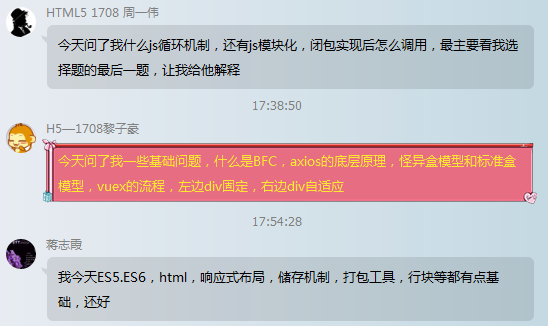 HTML5 1708 周一伟
今天问了我什么js循环机制，还有js模块化，闭包实现后怎么调用，最主要看我选
择题的最后一题，让我给他解释
17:38:50
H5—1708黎子豪
今天问了我一些基础问题，什么是BFC，axios的底层原理，怪异盒模型和标准盒
模型，vuex的流程，左边div固定，右边div自适应
17:54:28
蒋志霞
我今天ES5.ES6，html，响应式布局，储存机制，打包工具，行块等都有点基
础，还好